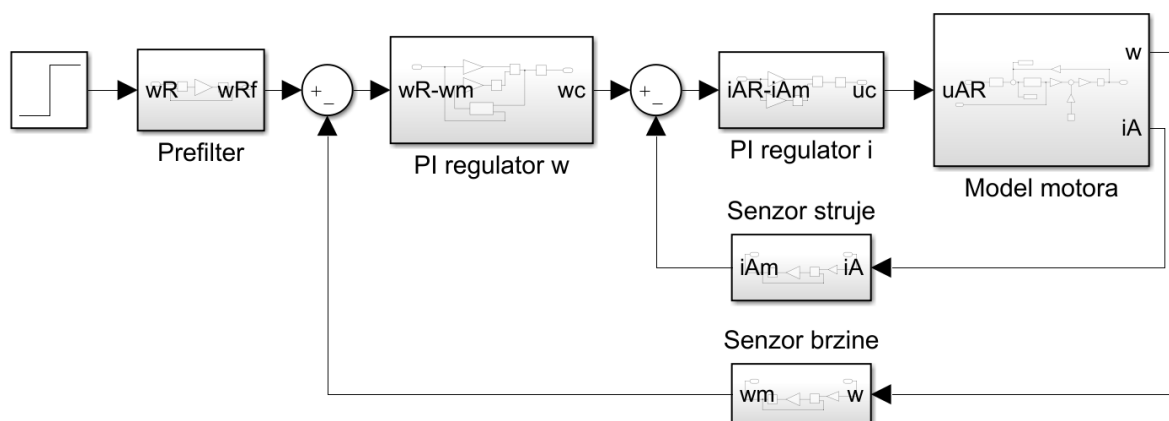 wR
wRf
Prefilter
+
−
wR-wm
wc
PI regulator w
+
−
iAR-iAm
uc
PI regulator i
uAR
w
iA
Model motora
Senzor struje
iAm
iA
Senzor brzine
wm
w